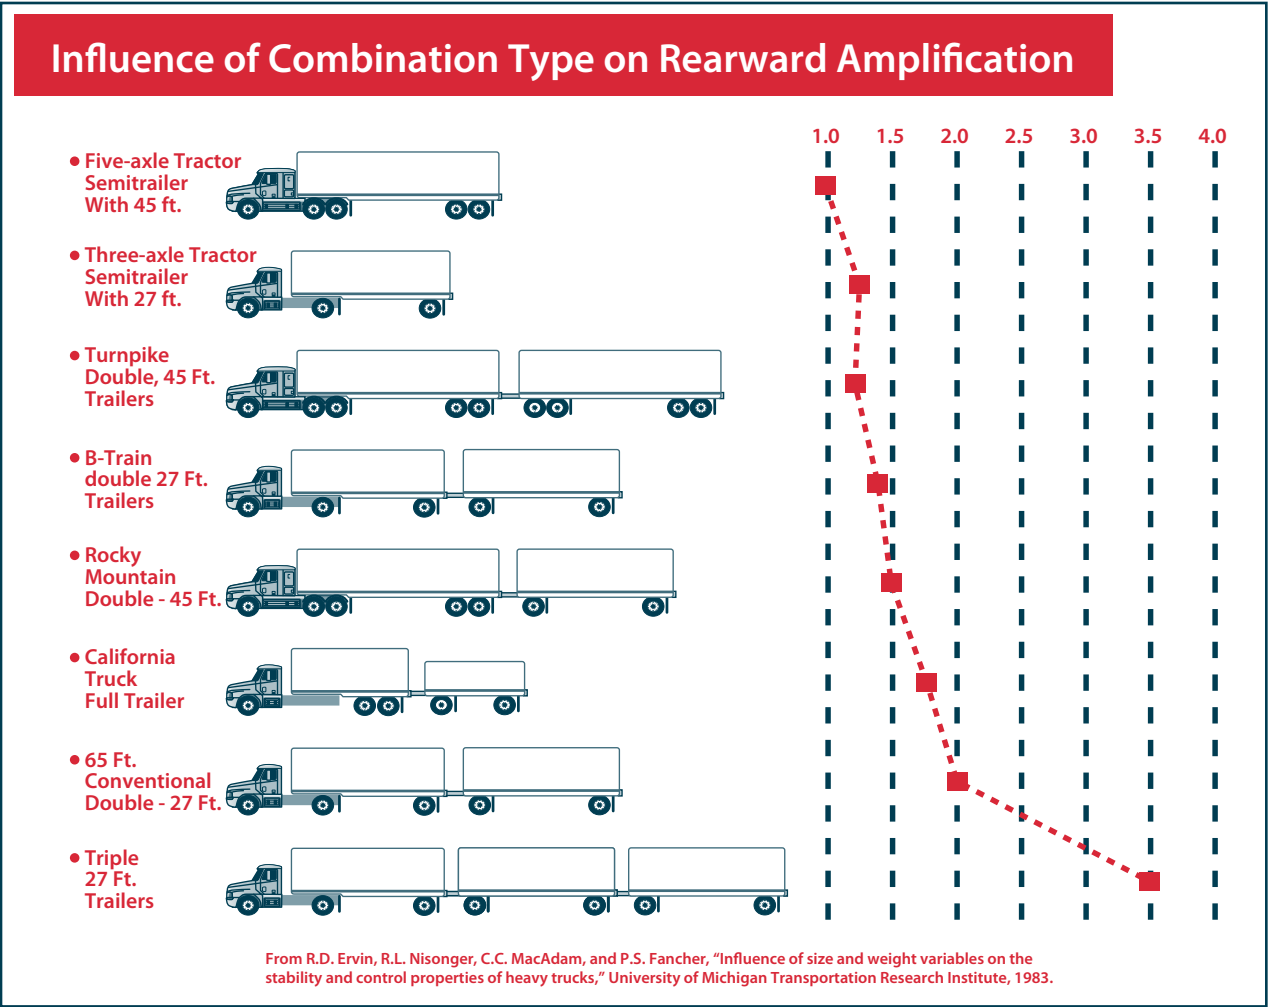 Influence of Combination Type on Rearward Amplification
1.0 1.5 2.0 2.5 3.0 3.5 4.0
• Five-axle Tractor
Semitrailer
With 45 ft.
• Three-axle Tractor
Semitrailer
With 27 ft.
• Turnpike
Double, 45 Ft.
Trailers
• B-Train
double 27 Ft.
Trailers
• Rocky
Mountain
Double - 45 Ft.
• California
Truck
Full Trailer
• 65 Ft.
Conventional
Double - 27 Ft.
• Triple
27 Ft.
Trailers
From R.D. Ervin, R.L. Nisonger, C.C. MacAdam, and P.S. Fancher, “Influence of size and weight variables on the
stability and control properties of heavy trucks,” University of Michigan Transportation Research Institute, 1983.